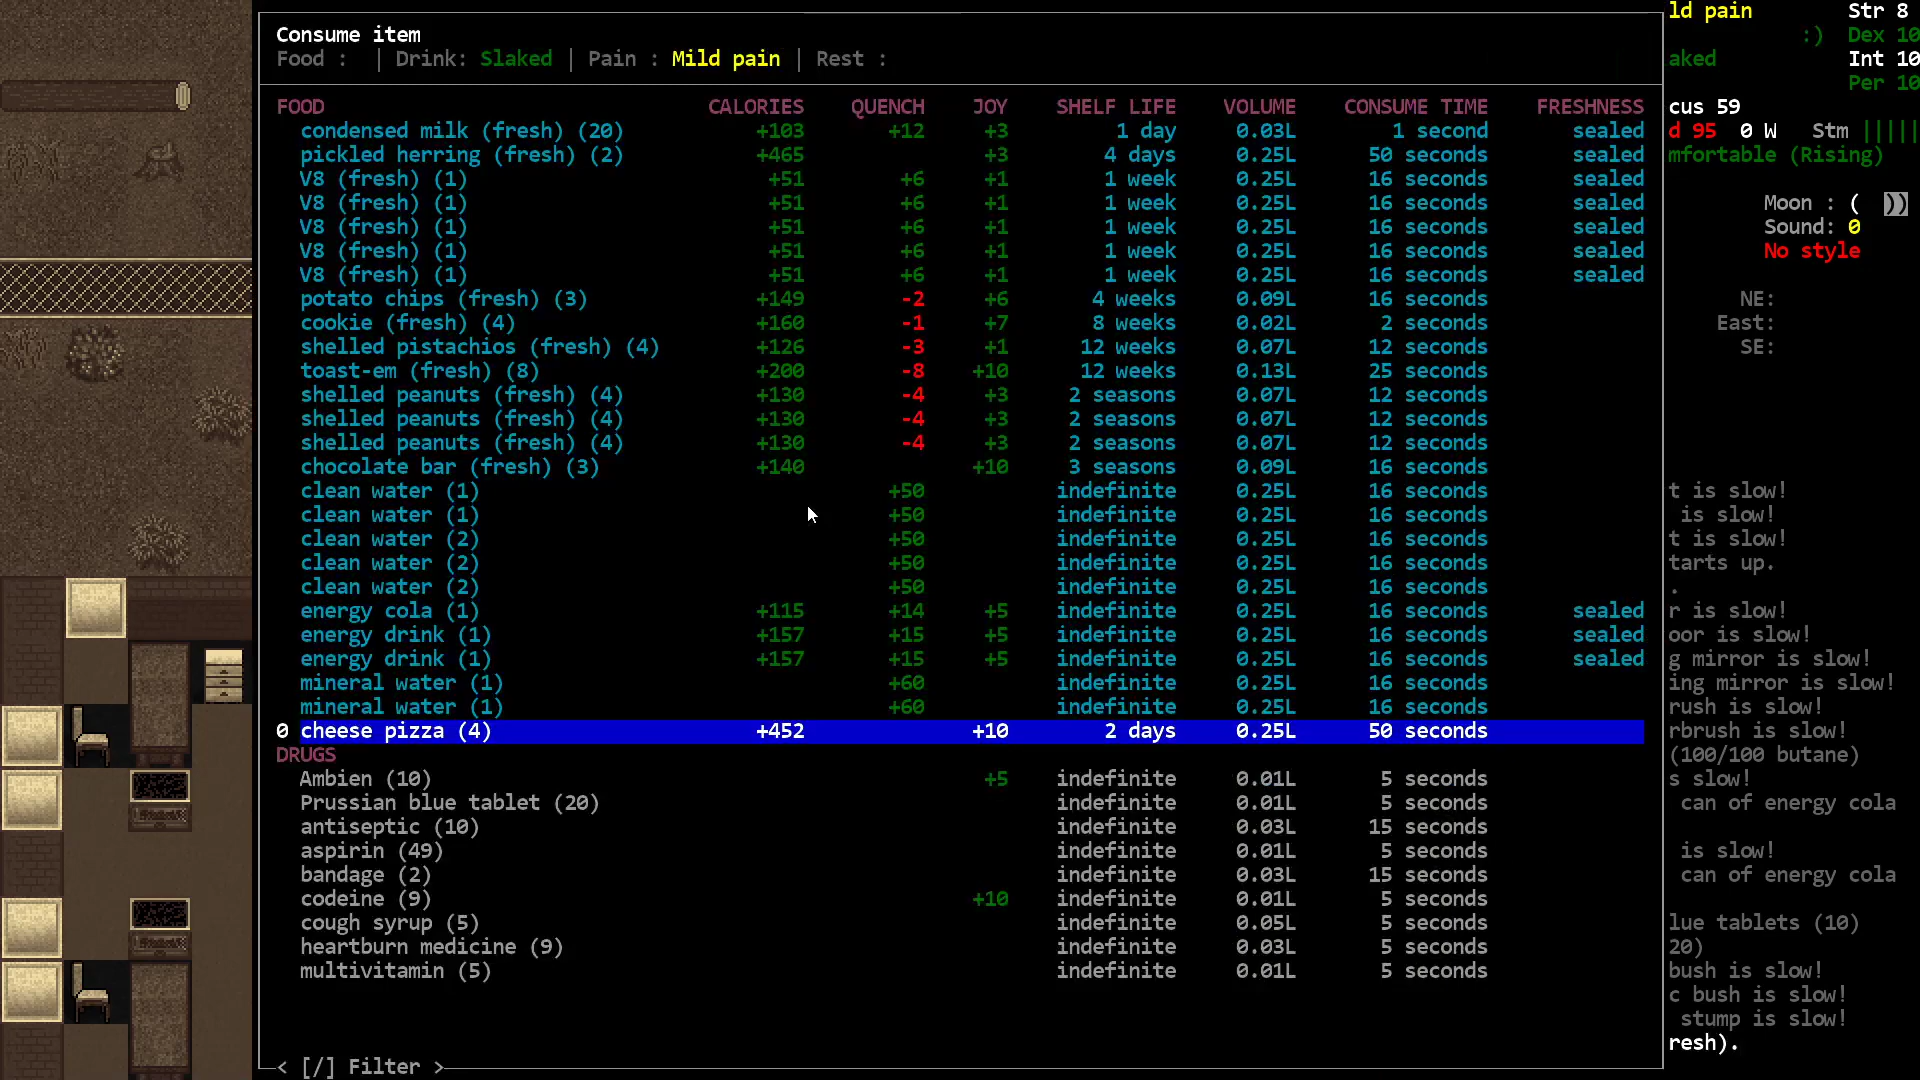 Consume item
Food :  | Drink: Slaked | Pain : Mild pain | Rest :
FOOD CALORIES QUENCH JOY SHELF LIFE VOLUME CONSUME TIME FRESHNESS
condensed milk (fresh) (20) +103 +12 +3 1 day 0.03L 1 second sealed
pickled herring (fresh) (2) +465 +3 4 days 0.25L 50 seconds sealed
V8 (fresh) (1) +51 +6 +1 1 week 0.25L 16 seconds sealed
V8 (fresh) (1) +51 +6 +1 1 week 0.25L 16 seconds sealed
V8 (fresh) (1) +51 +6 +1 1 week 0.25L 16 seconds sealed
V8 (fresh) (1) +51 +6 +1 1 week 0.25L 16 seconds sealed
V8 (fresh) (1) +51 +6 +1 1 week 0.25L 16 seconds sealed
potato chips (fresh) (3) +149 -2 +6 4 weeks 0.09L 16 seconds
cookie (fresh) (4) +160 -1 +7 8 weeks 0.02L 2 seconds
shelled pistachios (fresh) (4) +126 -3 +1 12 weeks 0.07L 12 seconds
toast-em (fresh) (8) +200 -8 +10 12 weeks 0.13L 25 seconds
shelled peanuts (fresh) (4) +130 -4 +3 2 seasons 0.07L 12 seconds
shelled peanuts (fresh) (4) +130 -4 +3 2 seasons 0.07L 12 seconds
shelled peanuts (fresh) (4) +130 -4 +3 2 seasons 0.07L 12 seconds
chocolate bar (fresh) (3) +140 +10 3 seasons 0.09L 16 seconds
clean water (1) +50 indefinite 0.25L 16 seconds
clean water (1) +50 indefinite 0.25L 16 seconds
clean water (2) +50 indefinite 0.25L 16 seconds
clean water (2) +50 indefinite 0.25L 16 seconds
clean water (2) +50 indefinite 0.25L 16 seconds
energy cola (1) +115 +14 +5 indefinite 0.25L 16 seconds sealed
energy drink (1) +157 +15 +5 indefinite 0.25L 16 seconds sealed
energy drink (1) +157 +15 +5 indefinite 0.25L 16 seconds sealed
mineral water (1) +60 indefinite 0.25L 16 seconds
mineral water (1) +60 indefinite 0.25L 16 seconds
0 cheese pizza (4) +452 +10 2 days 0.25L 50 seconds
DRUGS
Ambien (10) +5 indefinite 0.01L 5 seconds
Prussian blue tablet (20) indefinite 0.01L 5 seconds
antiseptic (10) indefinite 0.03L 15 seconds
aspirin (49) indefinite 0.01L 5 seconds
bandage (2) indefinite 0.03L 15 seconds
codeine (9) +10 indefinite 0.01L 5 seconds
cough syrup (5) indefinite 0.05L 5 seconds
heartburn medicine (9) indefinite 0.03L 5 seconds
multivitamin (5) indefinite 0.01L 5 seconds
< [/] Filter >
ld pain Str 8
:) Dex 10
aked Int 10
Per 10
cus 59
d 95 0 W Stm |||||
mfortable (Rising)
Moon : (  ))
Sound: 0
No style
NE:
East:
SE:
t is slow!
is slow!
t is slow!
tarts up.
.
r is slow!
oor is slow!
g mirror is slow!
ing mirror is slow!
rush is slow!
rbrush is slow!
(100/100 butane)
s slow!
can of energy cola
is slow!
can of energy cola
lue tablets (10)
20)
bush is slow!
c bush is slow!
stump is slow!
resh).